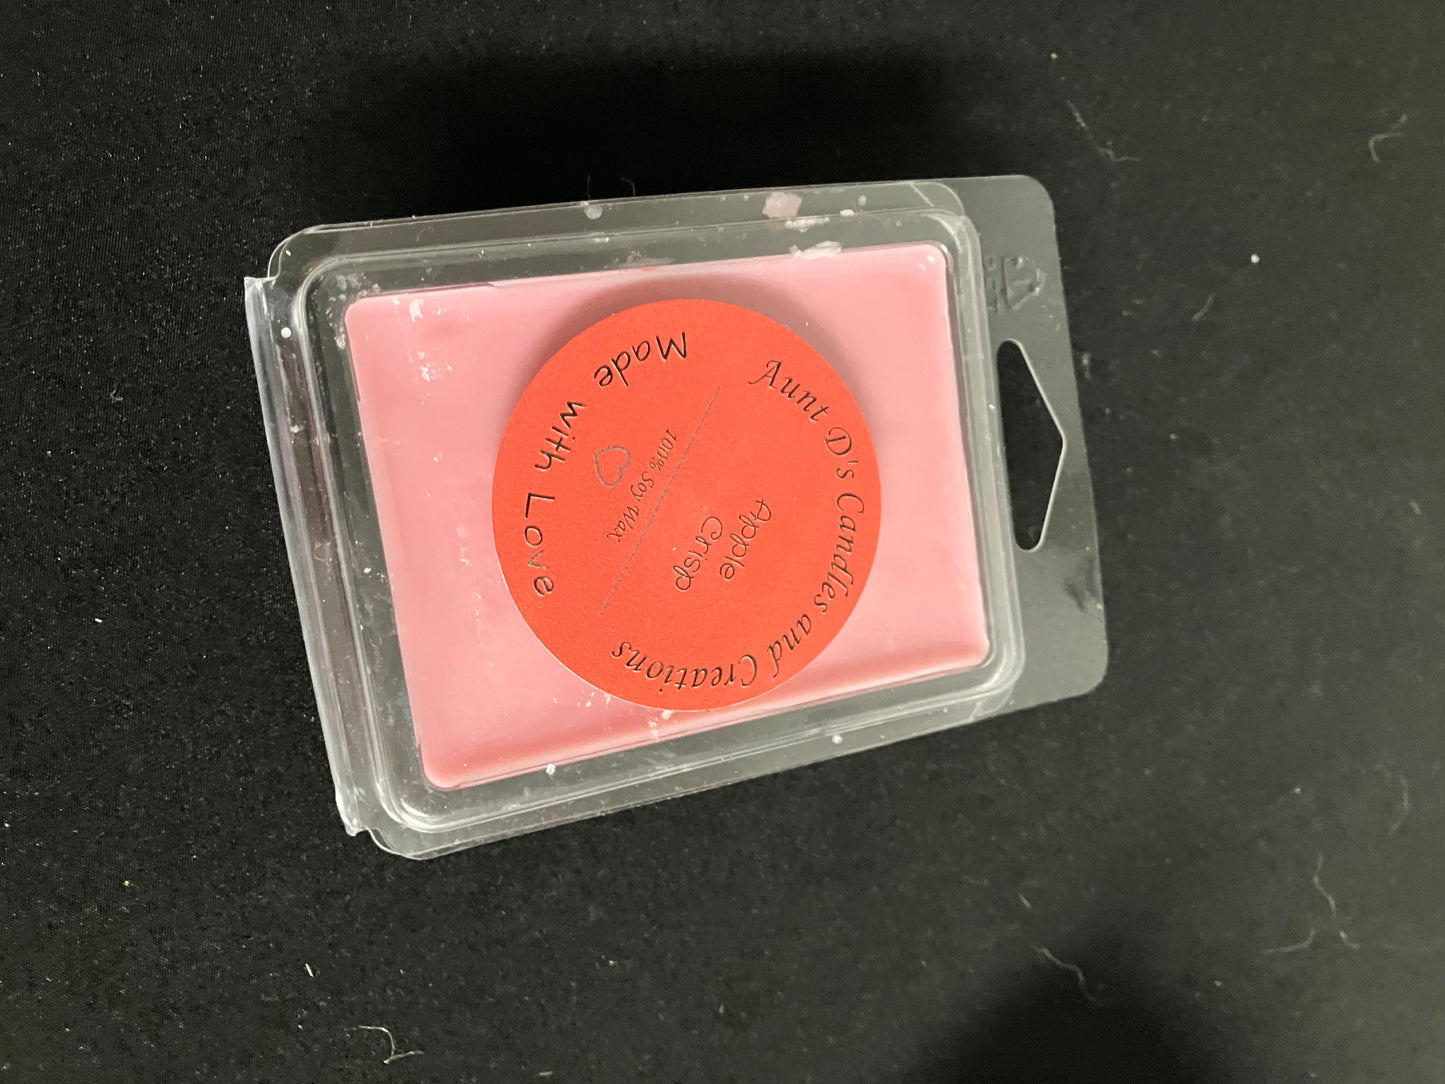 Aunt D's Candles and Creations
Apple
Crisp
100% Soy Wax
Made with Love